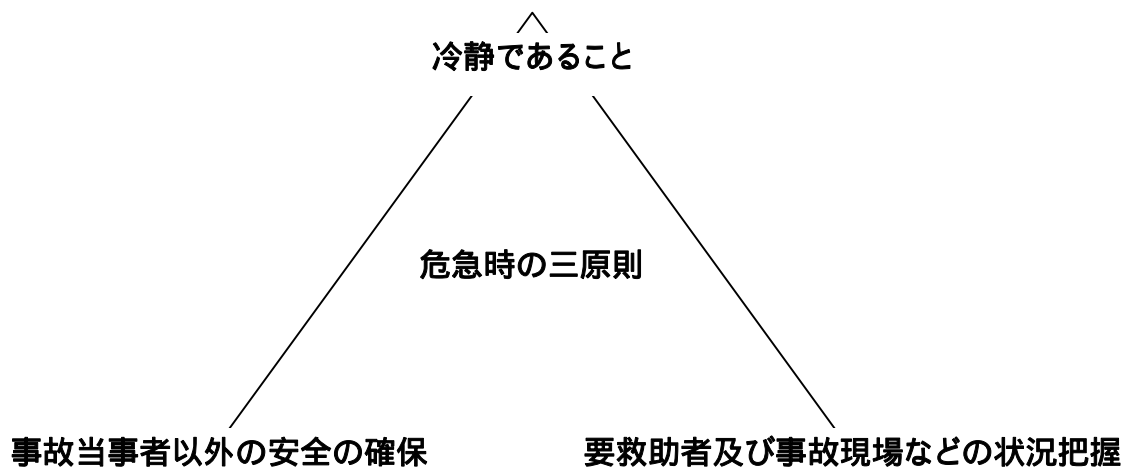 冷静であること
危急時の三原則
事故当事者以外の安全の確保
要救助者及び事故現場などの状況把握